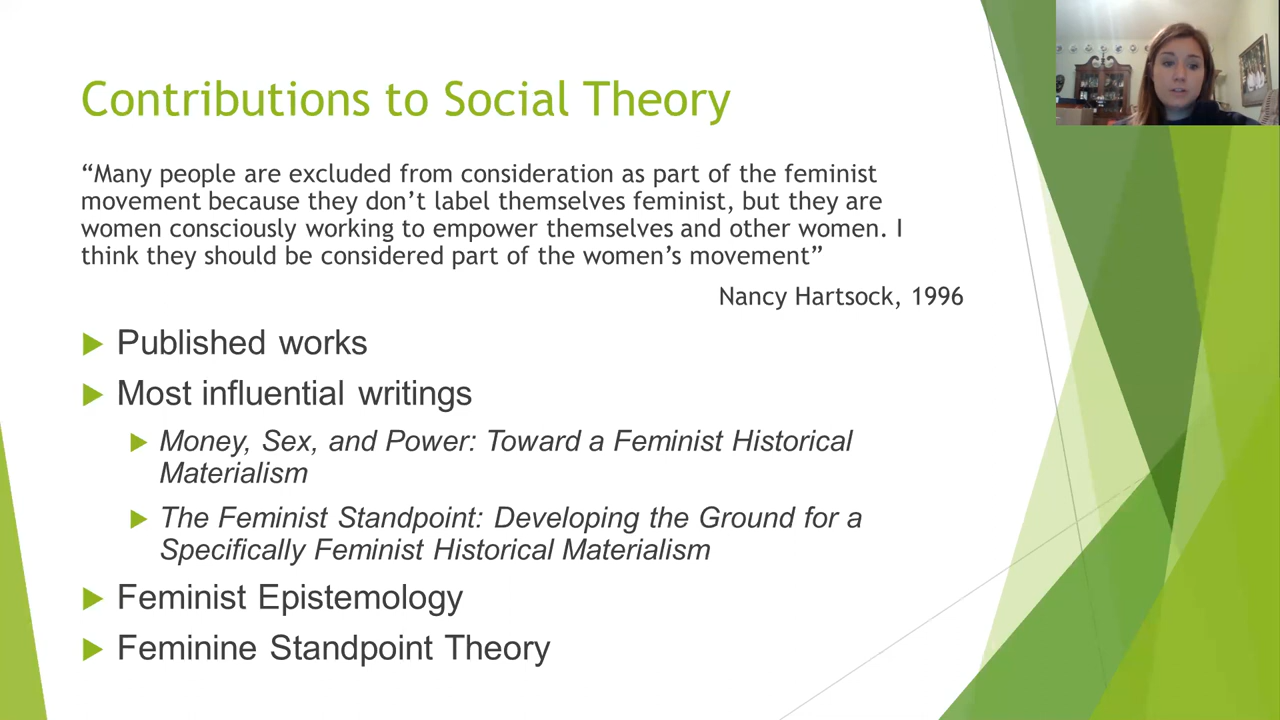 Contributions to Social Theory
“Many people are excluded from consideration as part of the feminist
movement because they don’t label themselves feminist, but they are
women consciously working to empower themselves and other women. I
think they should be considered part of the women’s movement”
Nancy Hartsock, 1996
Published works
Most influential writings
Money, Sex, and Power: Toward a Feminist Historical
Materialism
The Feminist Standpoint: Developing the Ground for a
Specifically Feminist Historical Materialism
Feminist Epistemology
Feminine Standpoint Theory